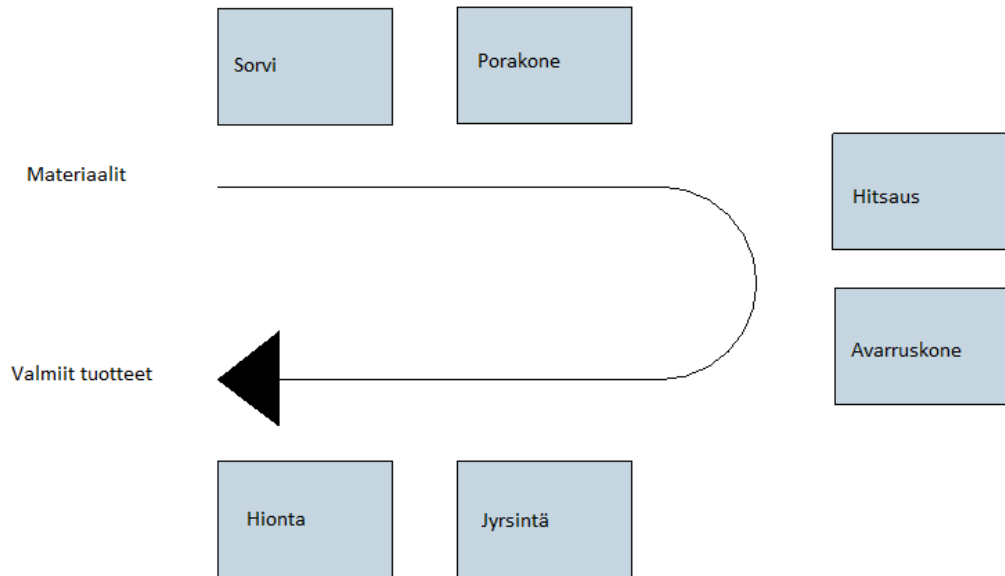 Sorvi
Porakone
Materiaalit
Hitsaus
Avarruskone
Valmiit tuotteet
Hionta
Jyrsintä